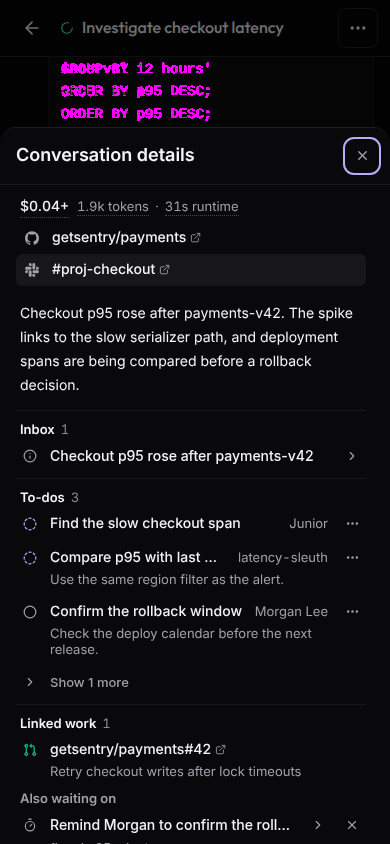 Investigate checkout latency
12 hours'
ORDER BY p95 DESC;
ORDER BY p95 DESC;
Conversation details
$0.04+ 1.9k tokens · 31s runtime
getsentry/payments
#proj-checkout
Checkout p95 rose after payments-v42. The spike
links to the slow serializer path, and deployment
spans are being compared before a rollback
decision.
Inbox 1
Checkout p95 rose after payments-v42
To-dos 3
Find the slow checkout span Junior
Compare p95 with last ... latency-sleuth
Use the same region filter as the alert.
Confirm the rollback window Morgan Lee
Check the deploy calendar before the next
release.
Show 1 more
Linked work 1
getsentry/payments#42
Retry checkout writes after lock timeouts
Also waiting on
Remind Morgan to confirm the roll...